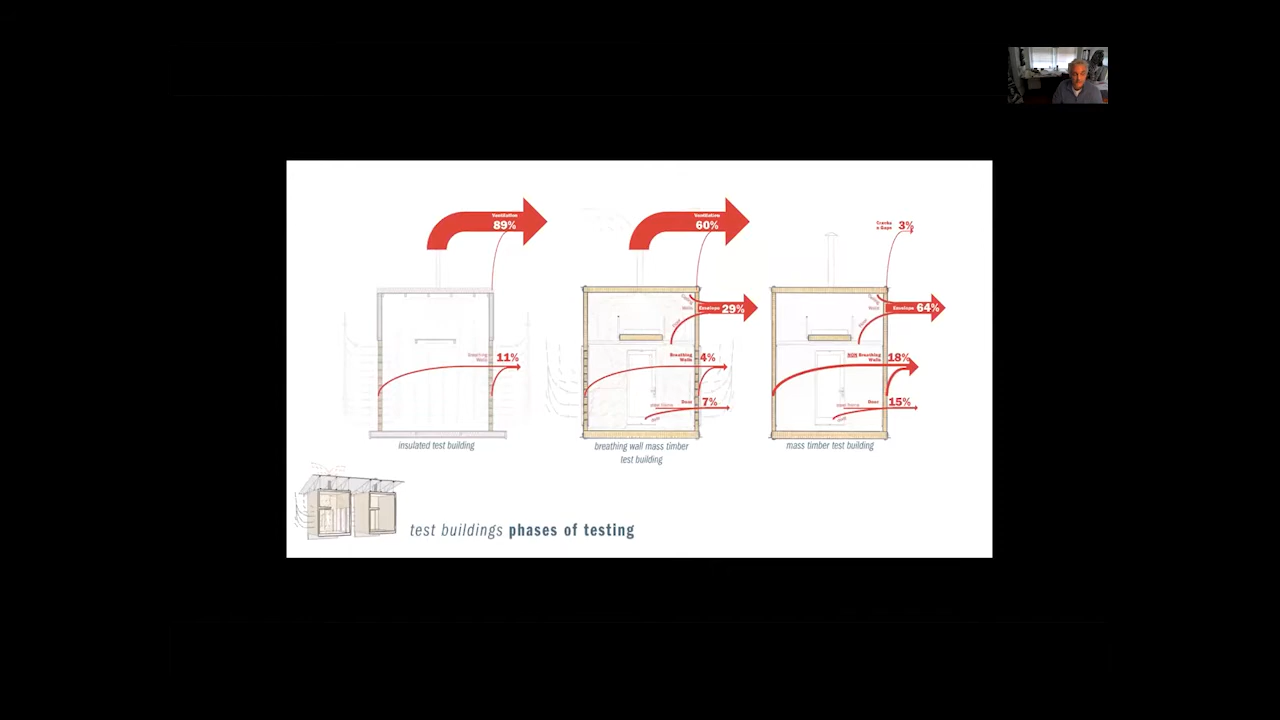 Ventilation
89%
Ventilation
60%
Cracks
& Gaps
3%
Envelope 29%
Envelope 64%
Breathing
Walls
11%
Breathing
Walls
4%
NON Breathing
Walls
18%
Door
7%
Door
15%
insulated test building
breathing wall mass timber
test building
mass timber test building
test buildings phases of testing